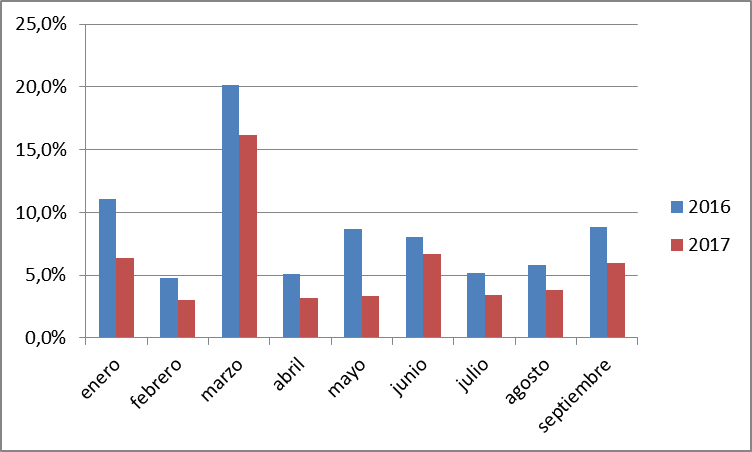 25,0%
20,0%
15,0%
10,0%
5,0%
0,0%
enero
febrero
marzo
abril
mayo
junio
julio
agosto
septiembre
2016
2017